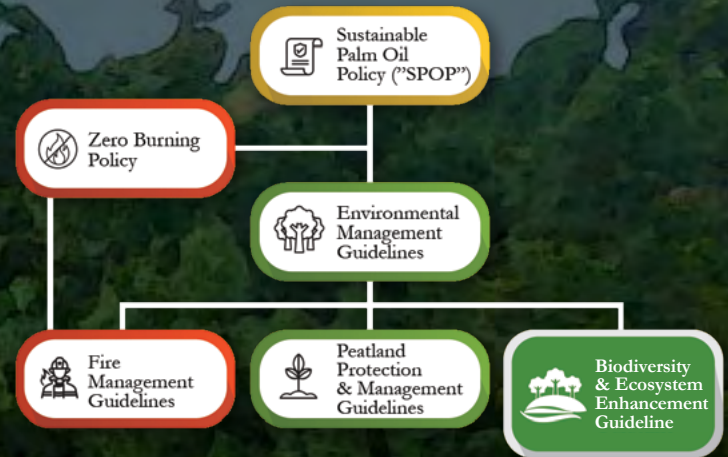 Sustainable
Palm Oil
Policy (”SPOP”)
Zero Burning
Policy
Environmental
Management
Guidelines
Fire
Management
Guidelines
Peatland
Protection
& Management
Guidelines
Biodiversity
& Ecosystem
Enhancement
Guideline